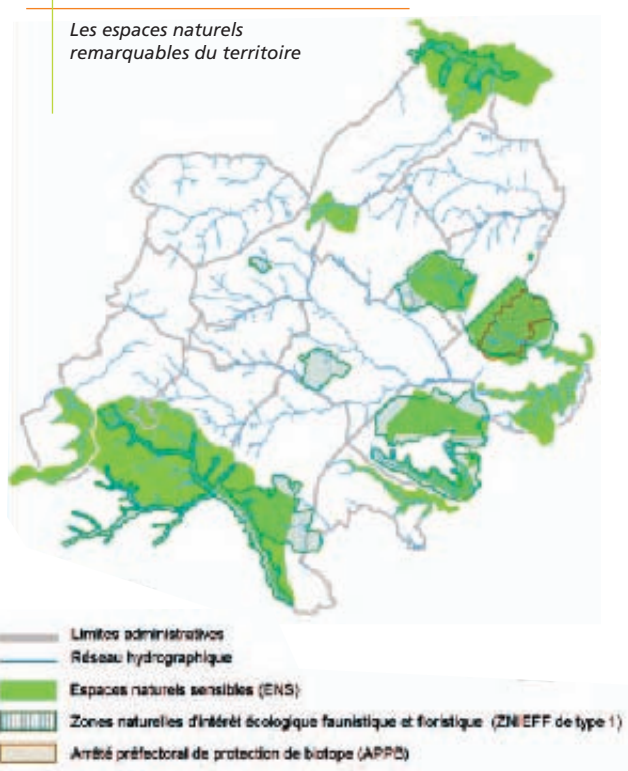 Les espaces naturels
remarquables du territoire
Limites administratives
Réseau hydrographique
Espaces naturels sensibles (ENS)
Zones naturelles d'intérêt écologique faunistique et floristique (ZNIEFF de type 1)
Arrêté préfectoral de protection de biotope (APPB)